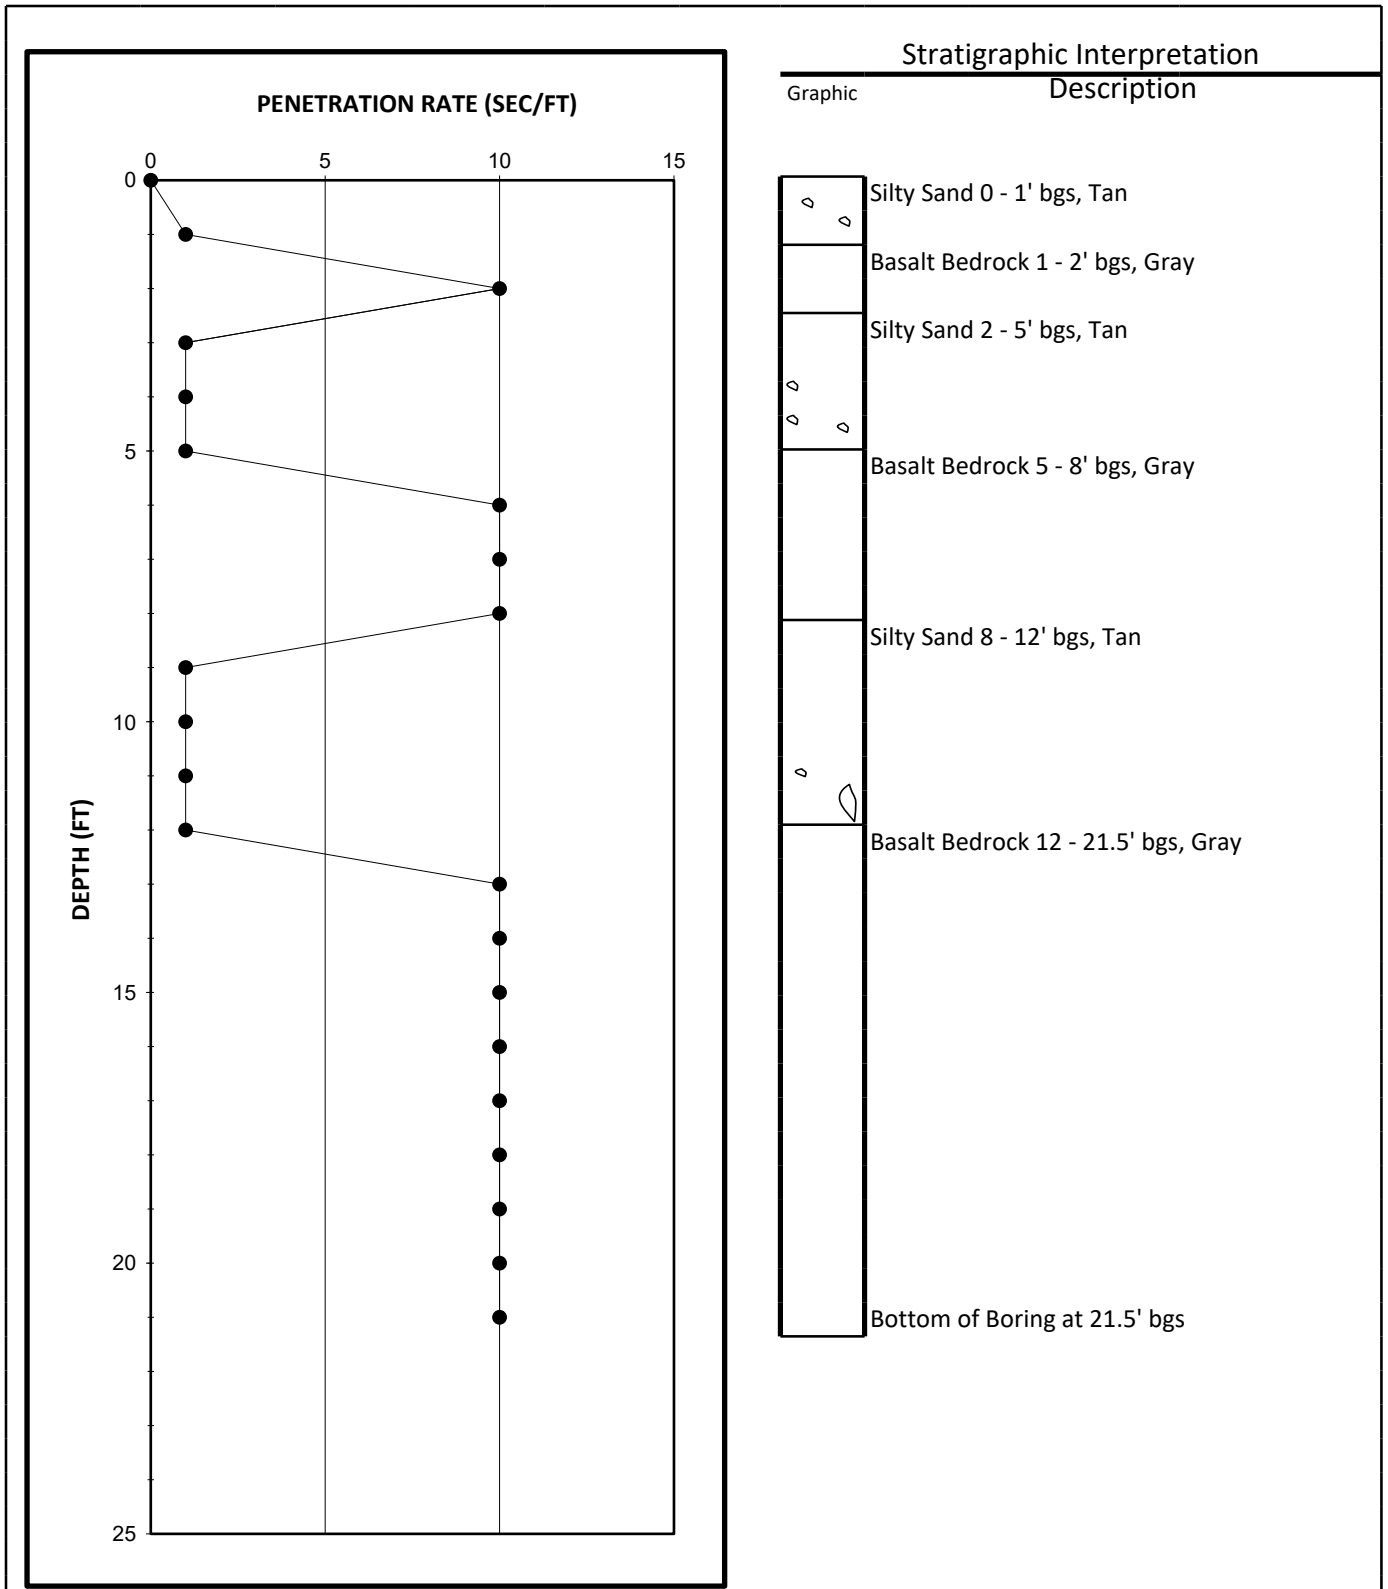 Stratigraphic Interpretation
Graphic Description
PENETRATION RATE (SEC/FT)
0 5 10 15
0
5
10
15
20
25
DEPTH (FT)
Silty Sand 0 - 1' bgs, Tan
Basalt Bedrock 1 - 2' bgs, Gray
Silty Sand 2 - 5' bgs, Tan
Basalt Bedrock 5 - 8' bgs, Gray
Silty Sand 8 - 12' bgs, Tan
Basalt Bedrock 12 - 21.5' bgs, Gray
Bottom of Boring at 21.5' bgs